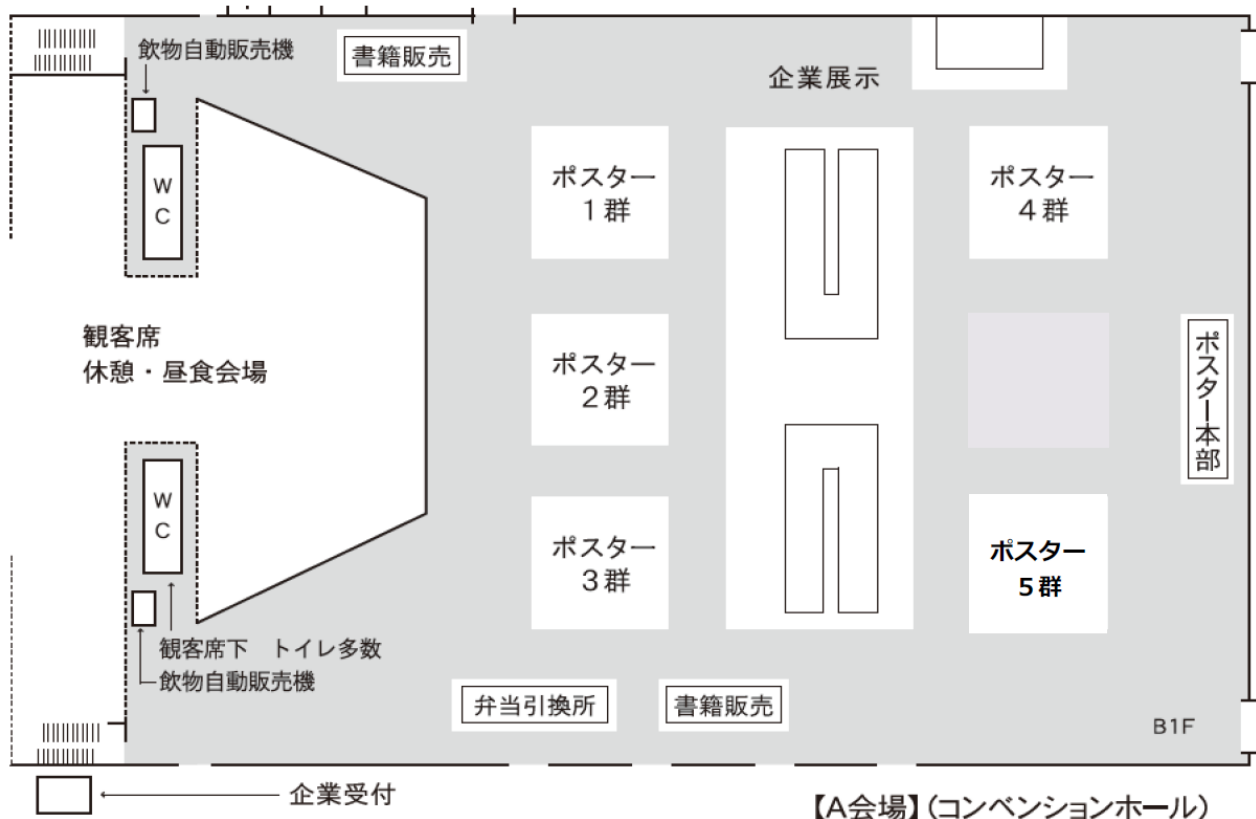 飲物自動販売機
書籍販売
企業展示
WC
ポスター
1群
ポスター
4群
観客席
休憩・昼食会場
ポスター
2群
ポスター本部
WC
ポスター
3群
ポスター
5群
観客席下 トイレ多数
飲物自動販売機
弁当引換所
書籍販売
B1F
企業受付
【A会場】(コンベンションホール)